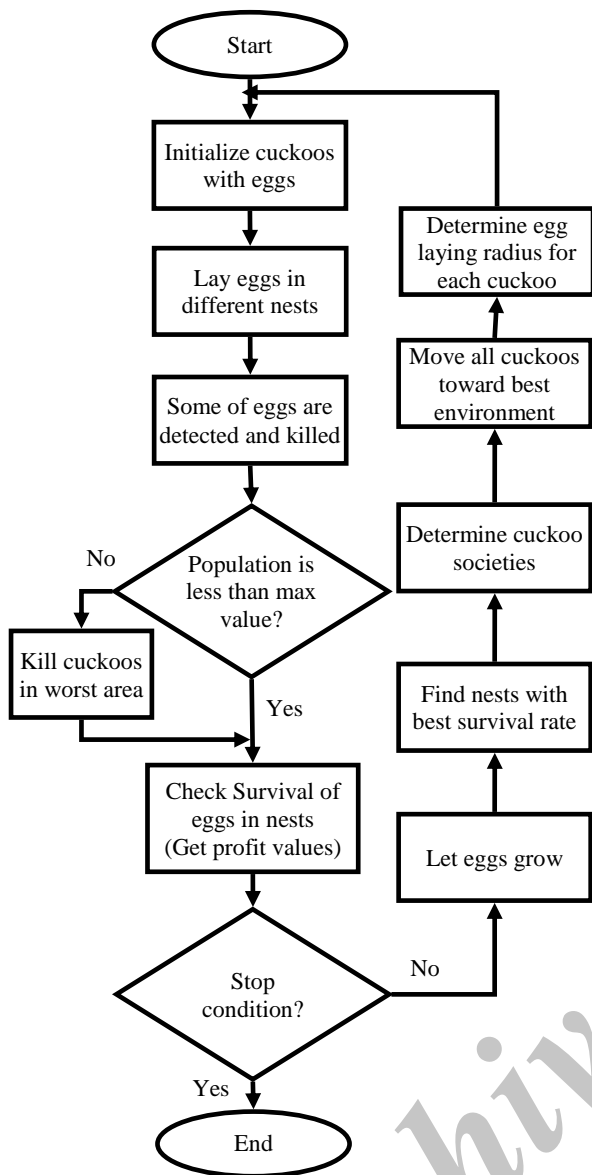 Start
Initialize cuckoos
with eggs
Lay eggs in
different nests
Some of eggs are
detected and killed
Population is
less than max
value?
No
Kill cuckoos
in worst area
Yes
Check Survival of
eggs in nests
(Get profit values)
Stop
condition?
No
Yes
End
Let eggs grow
Find nests with
best survival rate
Determine cuckoo
societies
Move all cuckoos
toward best
environment
Determine egg
laying radius for
each cuckoo
hiv